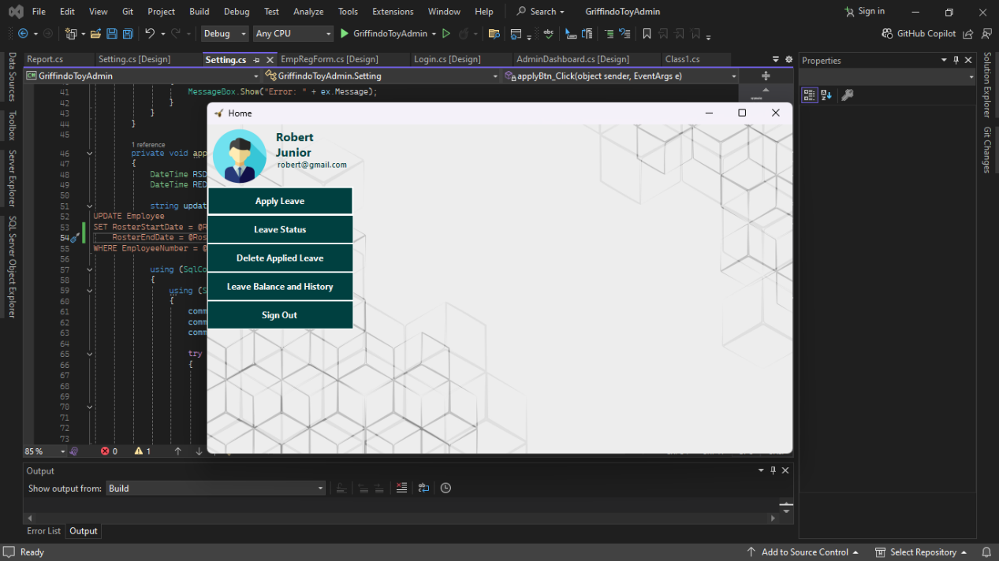 File Edit View Git Project Build Debug Test Analyze Tools Extensions Window Help Search GriffindoToyAdmin Sign in
Debug Any CPU GriffindoToyAdmin GitHub Copilot
Report.cs Setting.cs [Design] Setting.cs EmpRegForm.cs [Design] Login.cs [Design] AdminDashboard.cs [Design] Class1.cs
GriffindoToyAdmin GriffindoToyAdmin.Setting applyBtn_Click(object sender, EventArgs e)
Data Sources
Toolbox
Server Explorer
SQL Server Object Explorer
41 MessageBox.Show("Error: " + ex.Message);
42 }
43 }
44 }
45
1 reference
46 private void app
47 {
48 DateTime RSD
49 DateTime RED
50
51 string updat
52 UPDATE Employee
53 SET RosterStartDate = @R
54 RosterEndDate = @Ros
55 WHERE EmployeeNumber = @
56
57 using (SqlCo
58 {
59 using (S
60 {
61 comm
62 comm
63 comm
64
65 try
66 {
67
68
69
70
71
72
73
Home
Robert
Junior
robert@gmail.com
Apply Leave
Leave Status
Delete Applied Leave
Leave Balance and History
Sign Out
85 % 0 1
Output
Show output from: Build
Error List Output
Properties
Solution Explorer
Git Changes
Ready Add to Source Control Select Repository